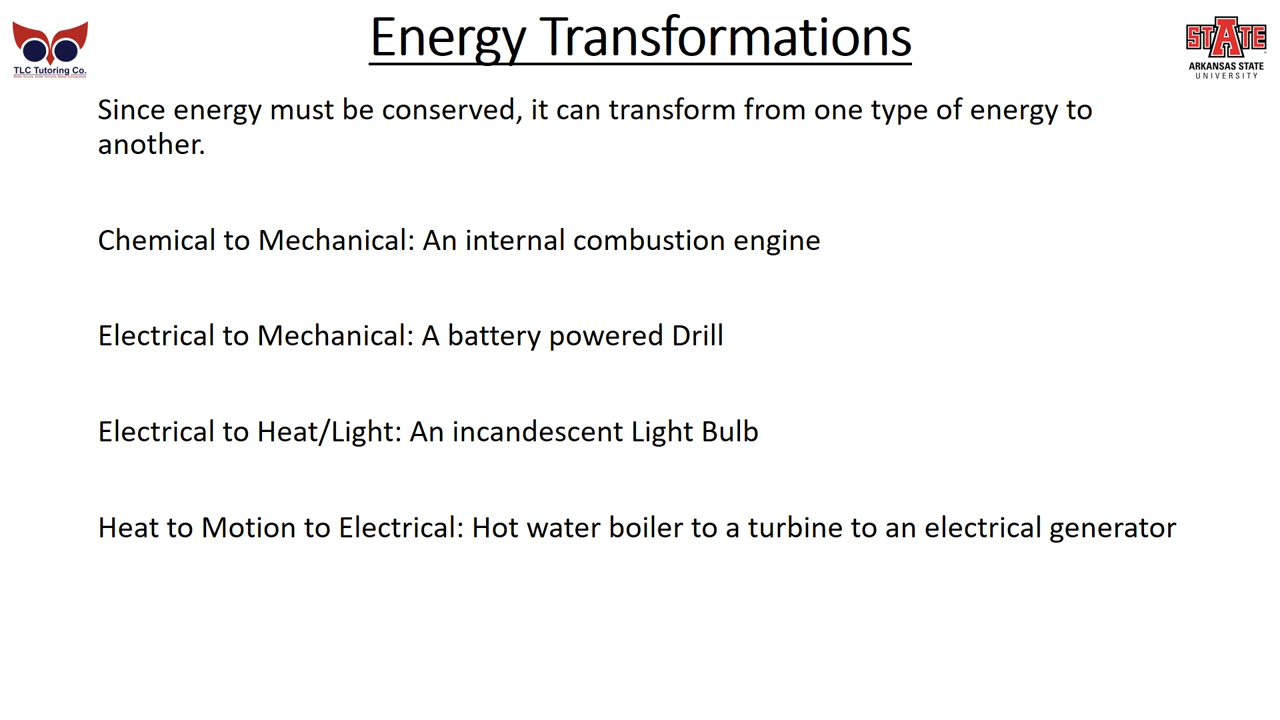 Energy Transformations
TLC Tutoring Co.
STATE
ARKANSAS STATE
UNIVERSITY
Since energy must be conserved, it can transform from one type of energy to
another.
Chemical to Mechanical: An internal combustion engine
Electrical to Mechanical: A battery powered Drill
Electrical to Heat/Light: An incandescent Light Bulb
Heat to Motion to Electrical: Hot water boiler to a turbine to an electrical generator